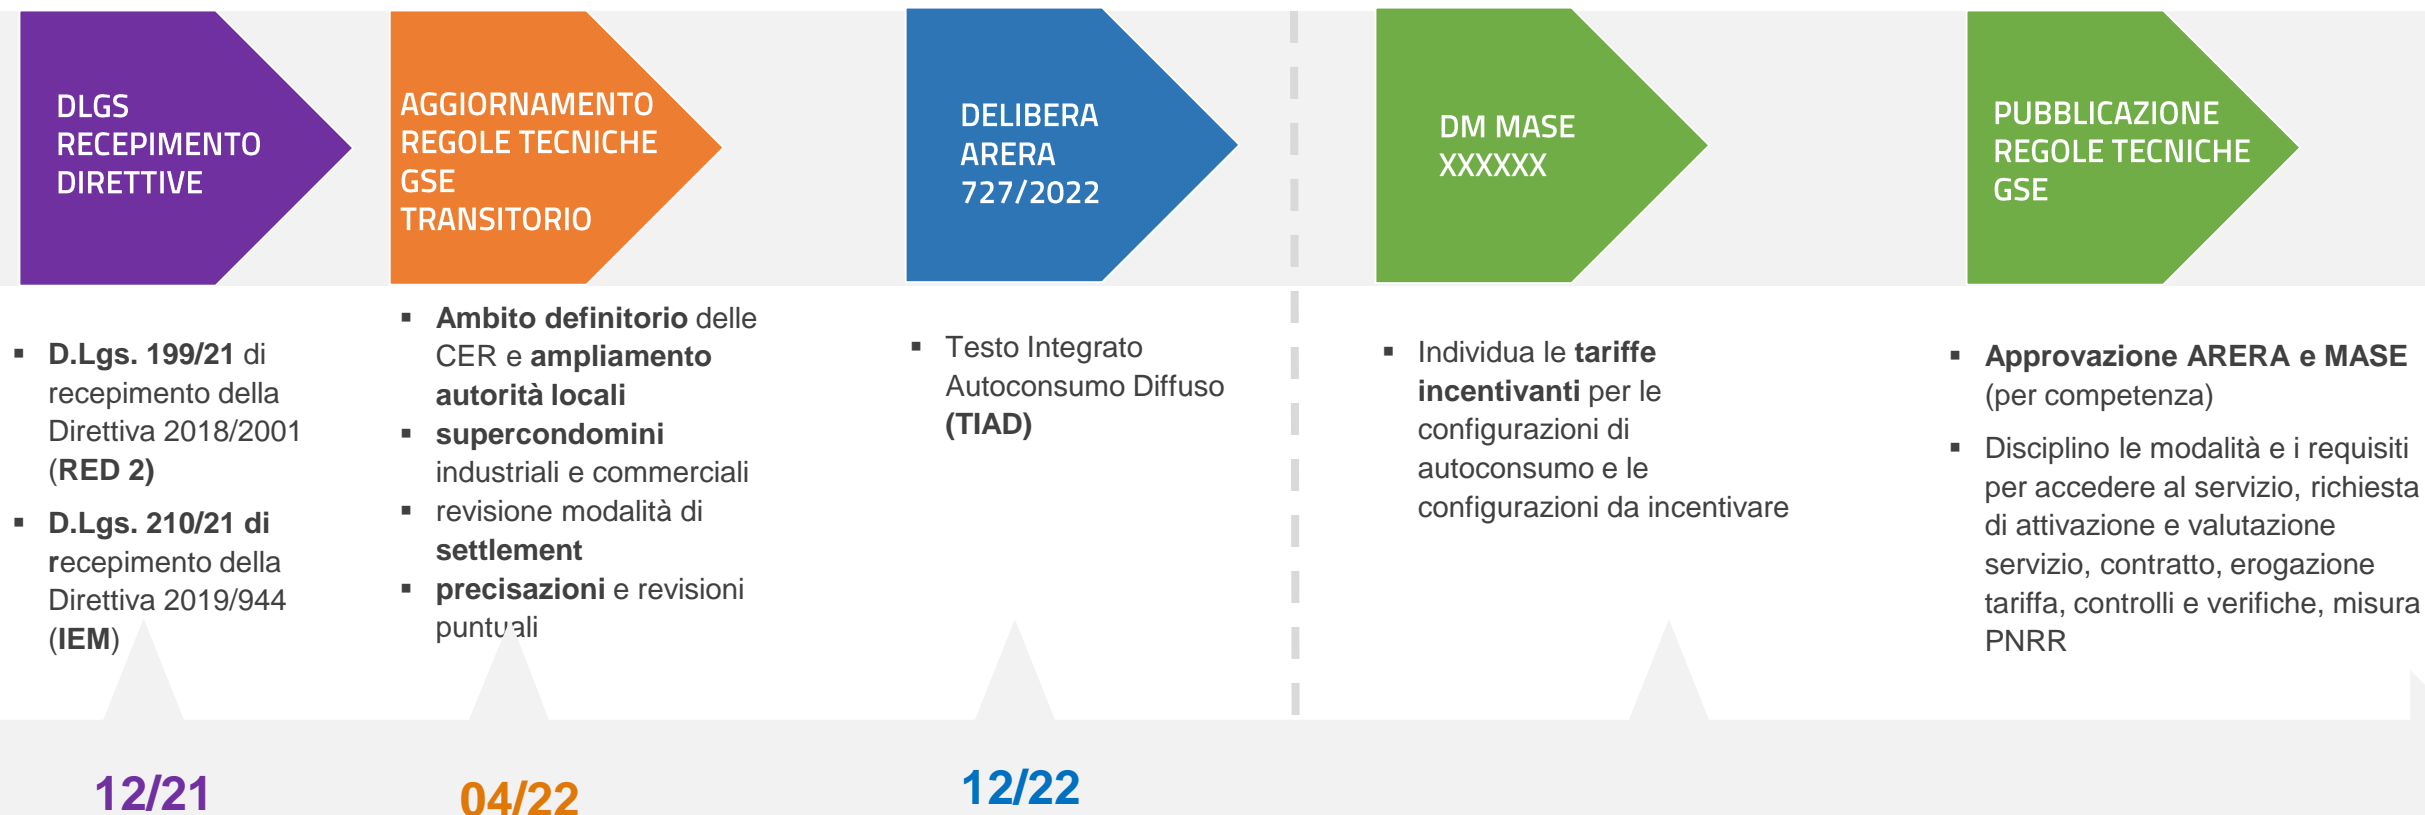 DLGS
RECEPIMENTO
DIRETTIVE
AGGIORNAMENTO
REGOLE TECNICHE
GSE
TRANSITORIO
DELIBERA
ARERA
727/2022
DM MASE
XXXXXX
PUBBLICAZIONE
REGOLE TECNICHE
GSE
▪ D.Lgs. 199/21 di
recepimento della
Direttiva 2018/2001
(RED 2)
▪ D.Lgs. 210/21 di
recepimento della
Direttiva 2019/944
(IEM)
▪ Ambito definitorio delle
CER e ampliamento
autorità locali
▪ supercondomini
industriali e commerciali
▪ revisione modalità di
settlement
▪ precisazioni e revisioni
puntuali
▪ Testo Integrato
Autoconsumo Diffuso
(TIAD)
▪ Individua le tariffe
incentivanti per le
configurazioni di
autoconsumo e le
configurazioni da incentivare
▪ Approvazione ARERA e MASE
(per competenza)
▪ Disciplino le modalità e i requisiti
per accedere al servizio, richiesta
di attivazione e valutazione
servizio, contratto, erogazione
tariffa, controlli e verifiche, misura
PNRR
12/21
04/22
12/22